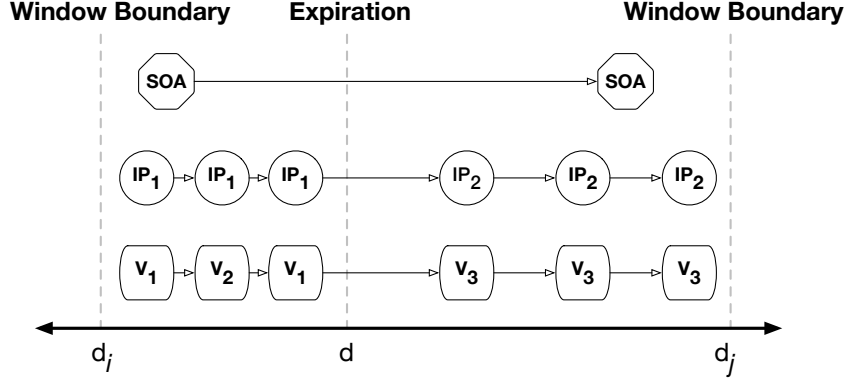 Window Boundary Expiration Window Boundary
SOA SOA
IP1 IP1 IP1 IP2 IP2 IP2
V1 V2 V1 V3 V3 V3
di d dj